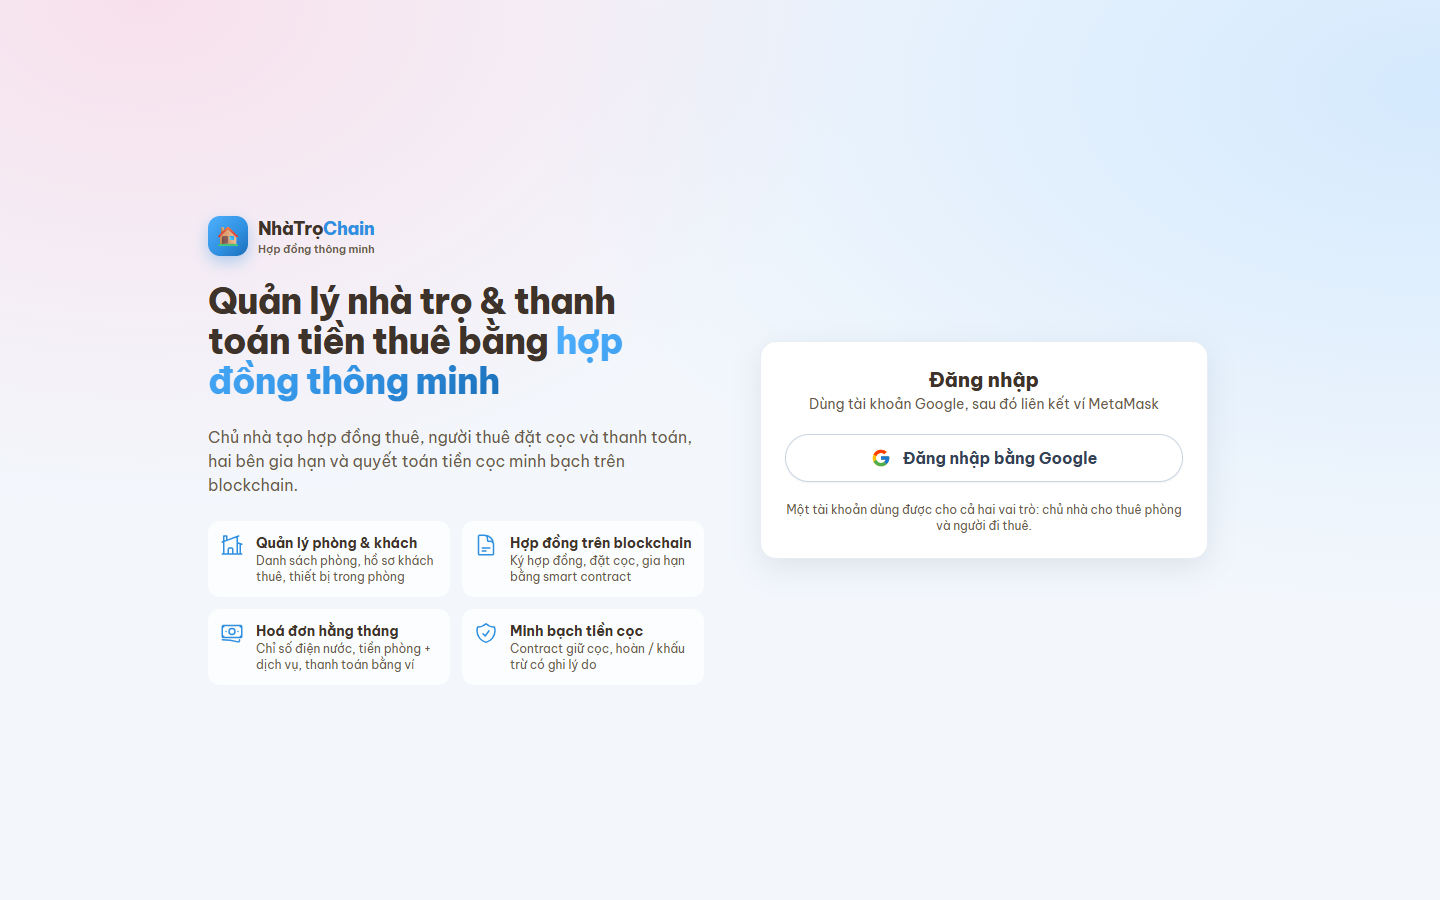 NhàTrọChain
Hợp đồng thông minh
Quản lý nhà trọ & thanh
toán tiền thuê bằng hợp
đồng thông minh
Chủ nhà tạo hợp đồng thuê, người thuê đặt cọc và thanh toán,
hai bên gia hạn và quyết toán tiền cọc minh bạch trên
blockchain.
Quản lý phòng & khách
Danh sách phòng, hồ sơ khách
thuê, thiết bị trong phòng
Hợp đồng trên blockchain
Ký hợp đồng, đặt cọc, gia hạn
bằng smart contract
Hoá đơn hằng tháng
Chỉ số điện nước, tiền phòng +
dịch vụ, thanh toán bằng ví
Minh bạch tiền cọc
Contract giữ cọc, hoàn / khấu
trừ có ghi lý do
Đăng nhập
Dùng tài khoản Google, sau đó liên kết ví MetaMask
Đăng nhập bằng Google
Một tài khoản dùng được cho cả hai vai trò: chủ nhà cho thuê phòng
và người đi thuê.